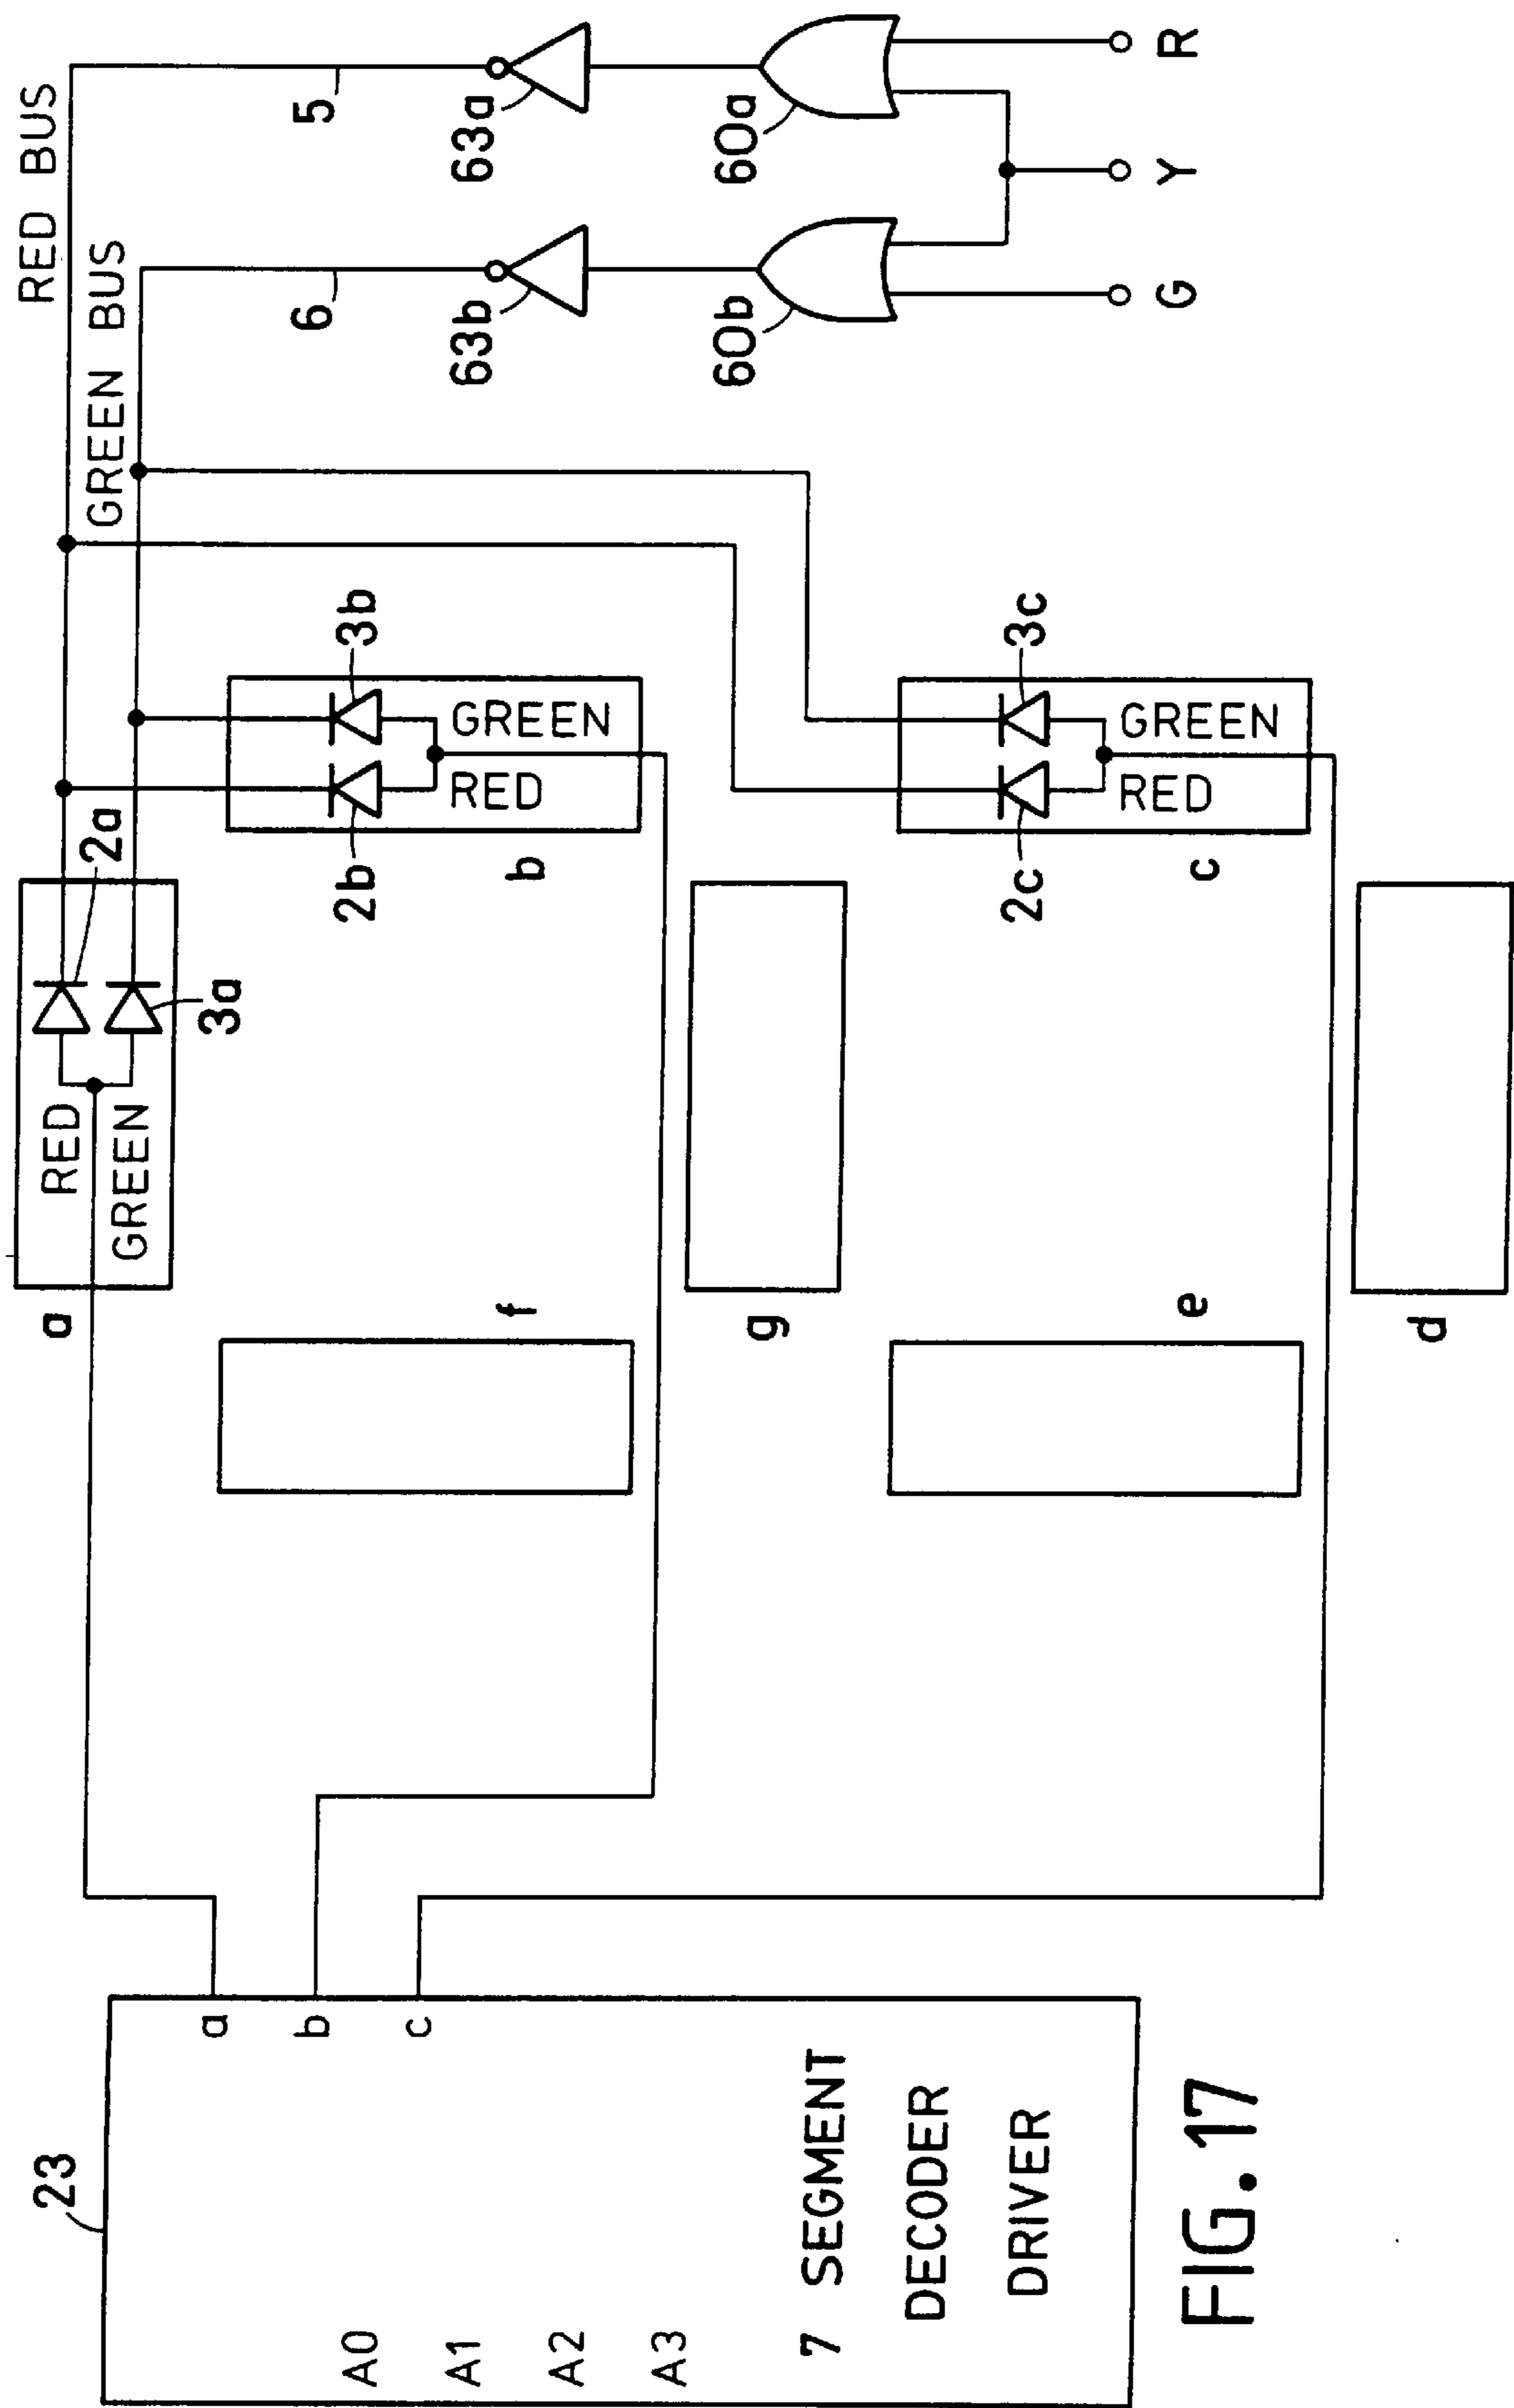 RED BUS
GREEN BUS
5
6
63a
63b
60a
60b
R
Y
G
a
RED
GREEN
2a
3a
2b
3b
RED
GREEN
b
f
g
2c
3c
RED
GREEN
c
e
d
23
a
b
c
A0
A1
A2
A3
7 SEGMENT
DECODER
DRIVER
FIG. 17